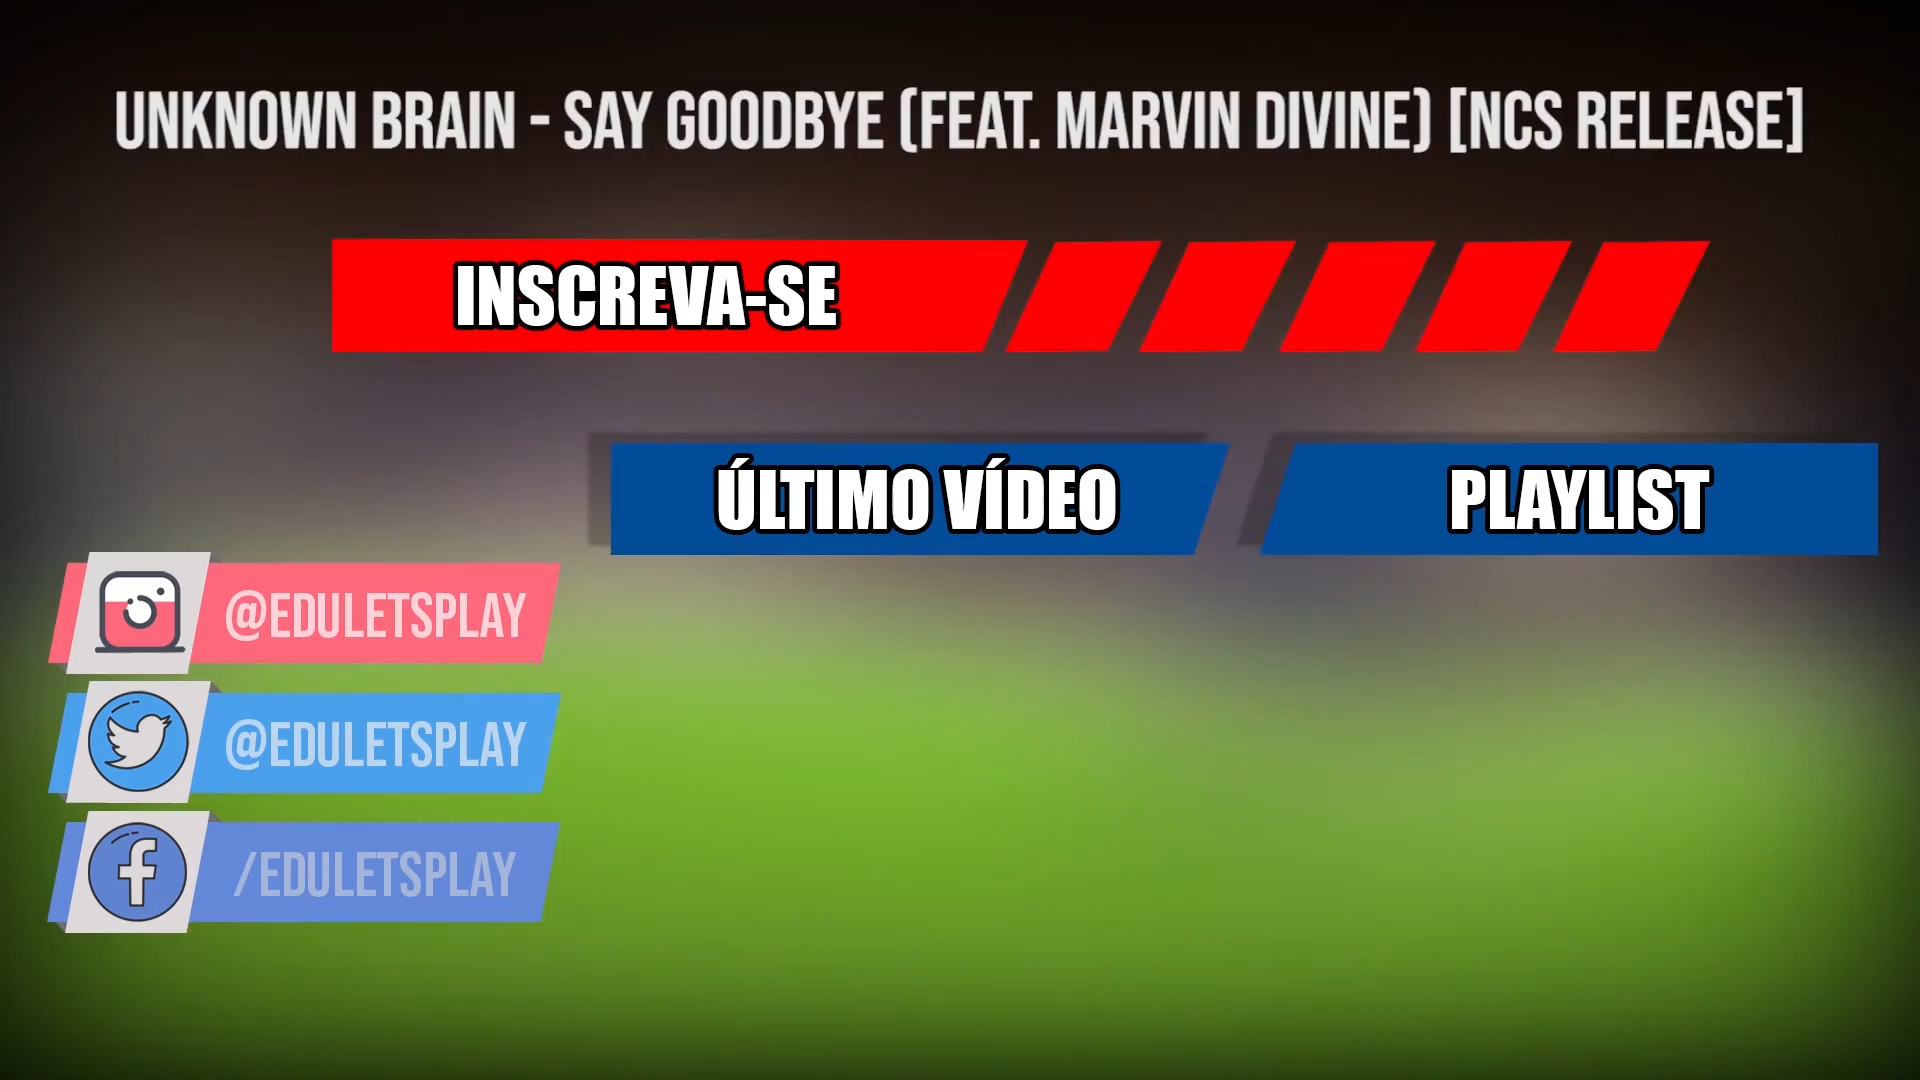 UNKNOWN BRAIN - SAY GOODBYE (FEAT. MARVIN DIVINE) [NCS RELEASE]
INSCREVA-SE
ÚLTIMO VÍDEO
PLAYLIST
@EDULETSPLAY
@EDULETSPLAY
/EDULETSPLAY